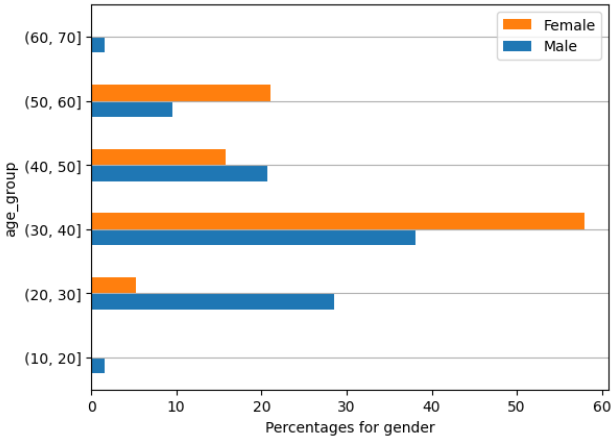 Female
Male
(60, 70]
(50, 60]
(40, 50]
(30, 40]
(20, 30]
(10, 20]
age_group
0 10 20 30 40 50 60
Percentages for gender